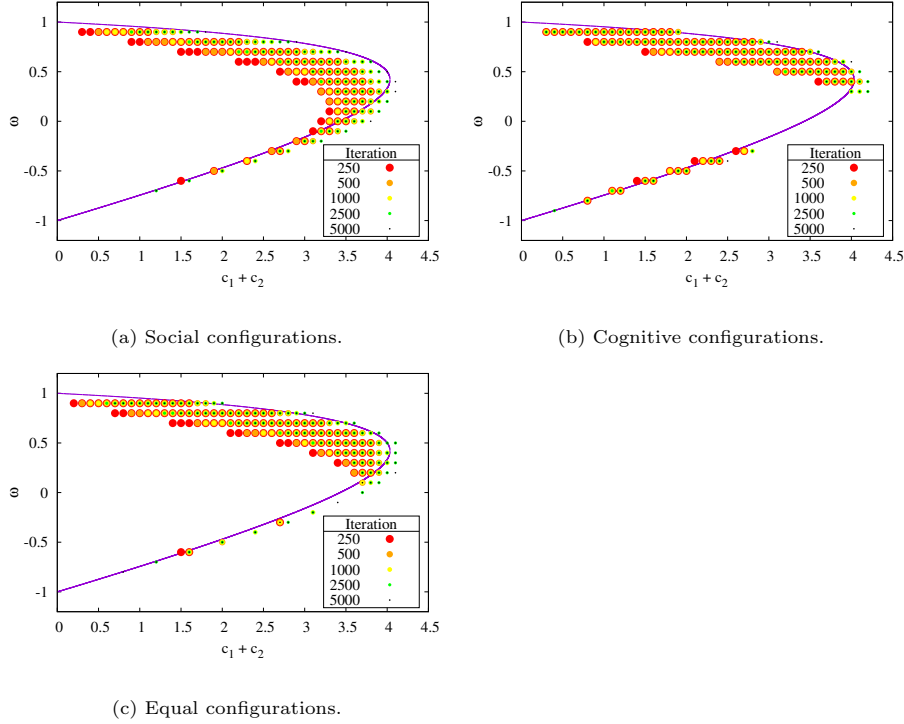 1
0.5
0
-0.5
-1
ω
0 0.5 1 1.5 2 2.5 3 3.5 4 4.5
c1 + c2
Iteration
250
500
1000
2500
5000
(a) Social configurations.
1
0.5
0
-0.5
-1
ω
0 0.5 1 1.5 2 2.5 3 3.5 4 4.5
c1 + c2
Iteration
250
500
1000
2500
5000
(b) Cognitive configurations.
1
0.5
0
-0.5
-1
ω
0 0.5 1 1.5 2 2.5 3 3.5 4 4.5
c1 + c2
Iteration
250
500
1000
2500
5000
(c) Equal configurations.